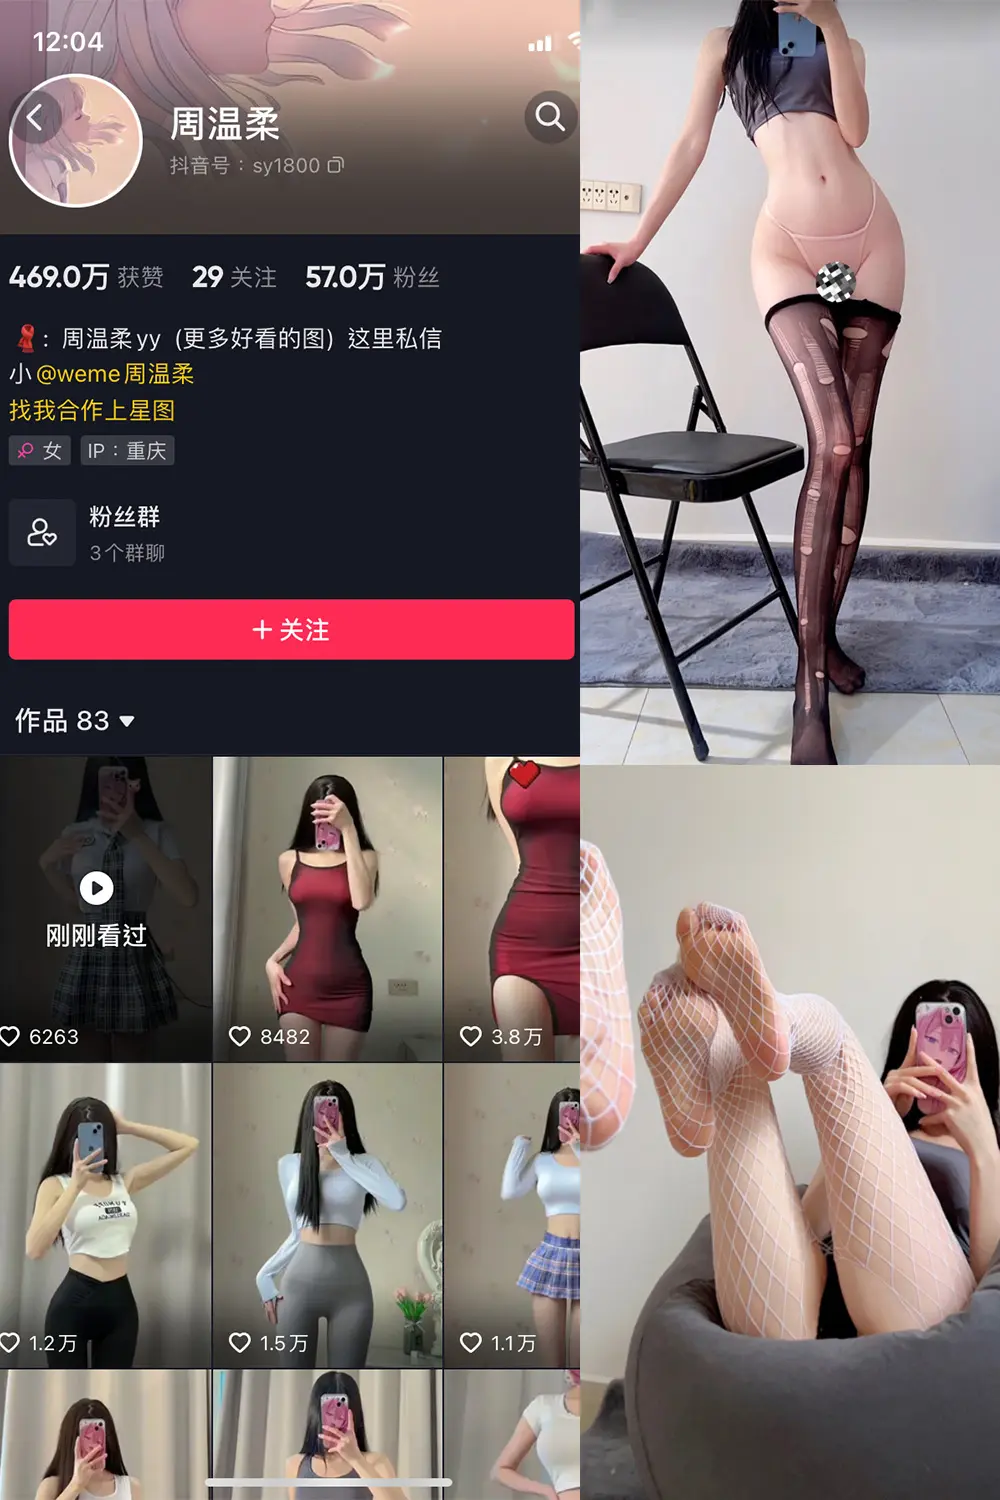 12:04
周温柔
抖音号：sy1800
469.0万 获赞 29 关注 57.0万 粉丝
：周温柔yy（更多好看的图）这里私信
小@weme周温柔
找我合作上星图
女 IP：重庆
粉丝群
3个群聊
+ 关注
作品 83
刚刚看过
6263 8482 3.8万
1.2万 1.5万 1.1万